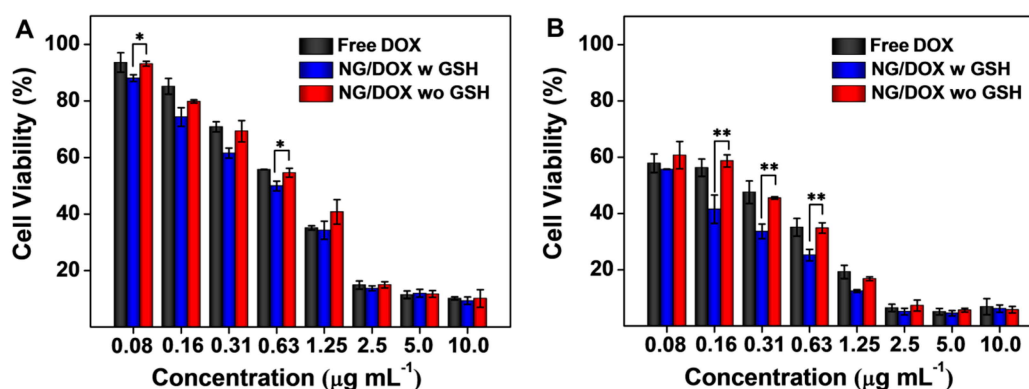 A
*
*
Free DOX
NG/DOX w GSH
NG/DOX wo GSH
Cell Viability (%)
100
80
60
40
20
0.08 0.16 0.31 0.63 1.25 2.5 5.0 10.0
Concentration (μg mL⁻¹)
B
**
**
**
Free DOX
NG/DOX w GSH
NG/DOX wo GSH
Cell Viability (%)
100
80
60
40
20
0.08 0.16 0.31 0.63 1.25 2.5 5.0 10.0
Concentration (μg mL⁻¹)